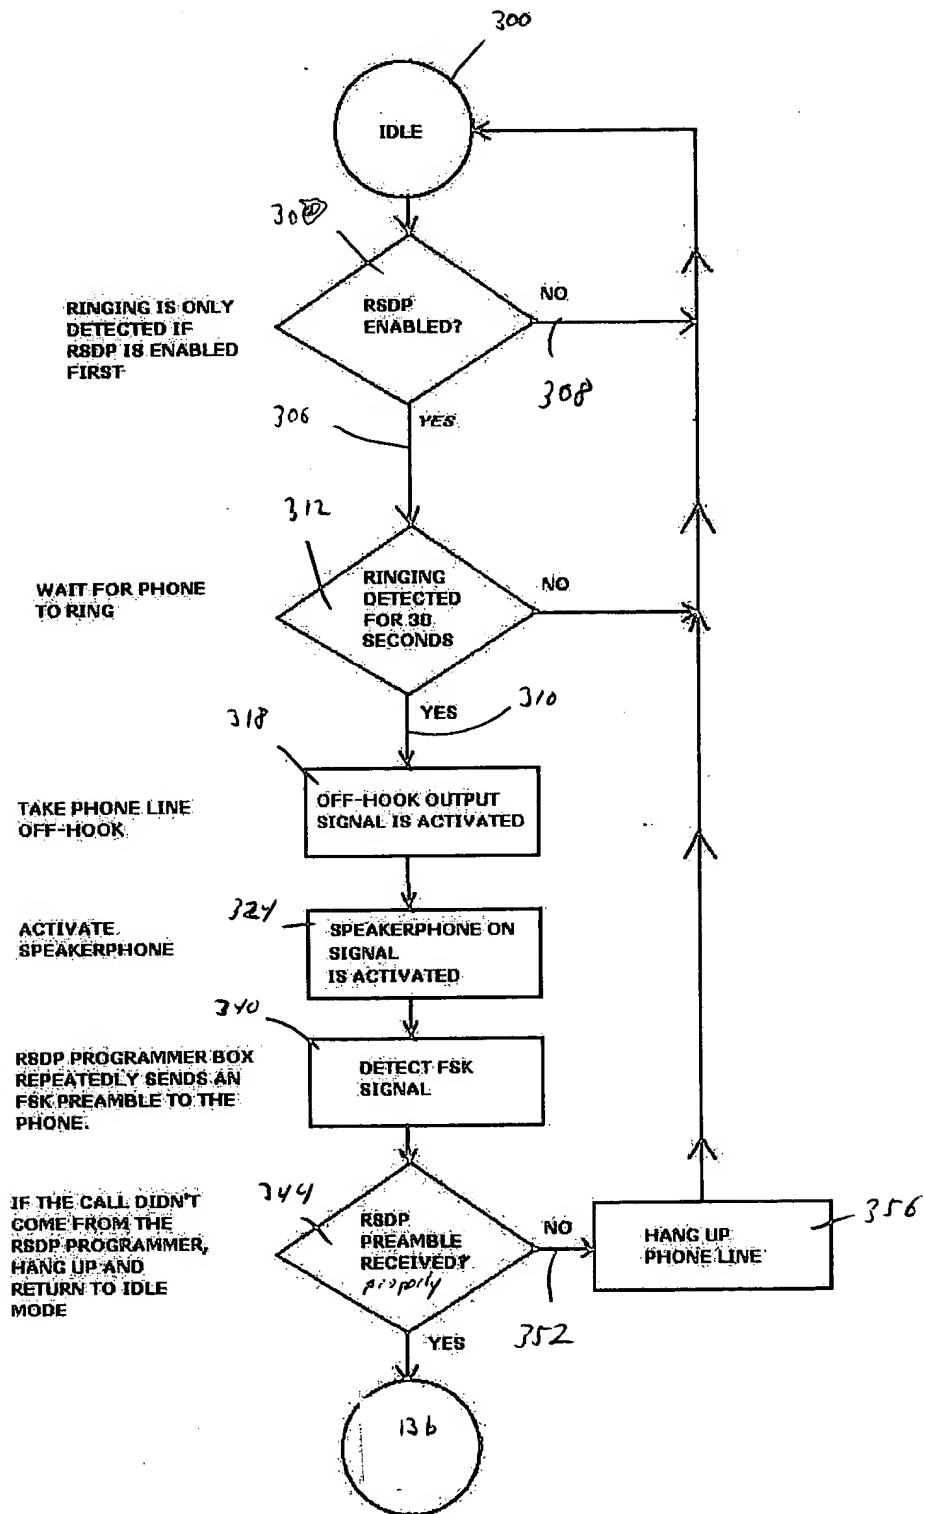 300
IDLE
RINGING IS ONLY
DETECTED IF
RSDP IS ENABLED
FIRST
RSDP
ENABLED?
NO
308
306
YES
312
WAIT FOR PHONE
TO RING
RINGING
DETECTED
FOR 30
SECONDS
NO
YES
310
318
TAKE PHONE LINE
OFF-HOOK
OFF-HOOK OUTPUT
SIGNAL IS ACTIVATED
ACTIVATE
SPEAKERPHONE
324
SPEAKERPHONE ON
SIGNAL
IS ACTIVATED
340
RSDP PROGRAMMER BOX
REPEATEDLY SENDS AN
FSK PREAMBLE TO THE
PHONE.
DETECT FSK
SIGNAL
IF THE CALL DIDN'T
COME FROM THE
RSDP PROGRAMMER,
HANG UP AND
RETURN TO IDLE
MODE
344
RSDP
PREAMBLE
RECEIVED?
properly
NO
352
HANG UP
PHONE LINE
356
YES
13b